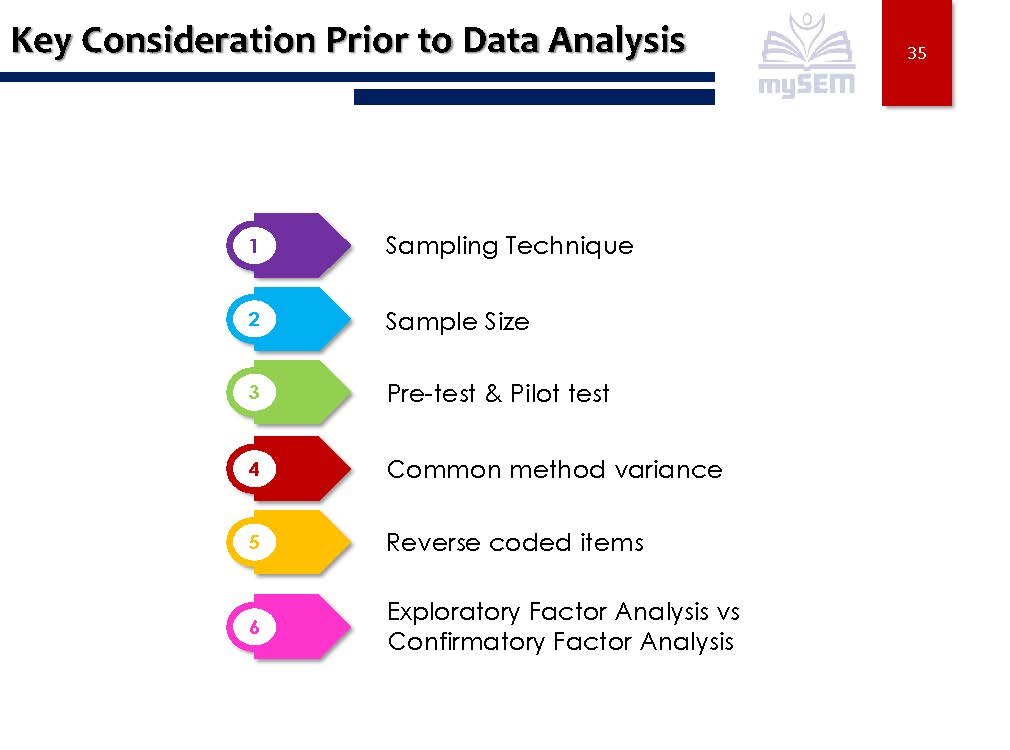 Key Consideration Prior to Data Analysis
mySEM
35
1
Sampling Technique
2
Sample Size
3
Pre-test & Pilot test
4
Common method variance
5
Reverse coded items
6
Exploratory Factor Analysis vs
Confirmatory Factor Analysis